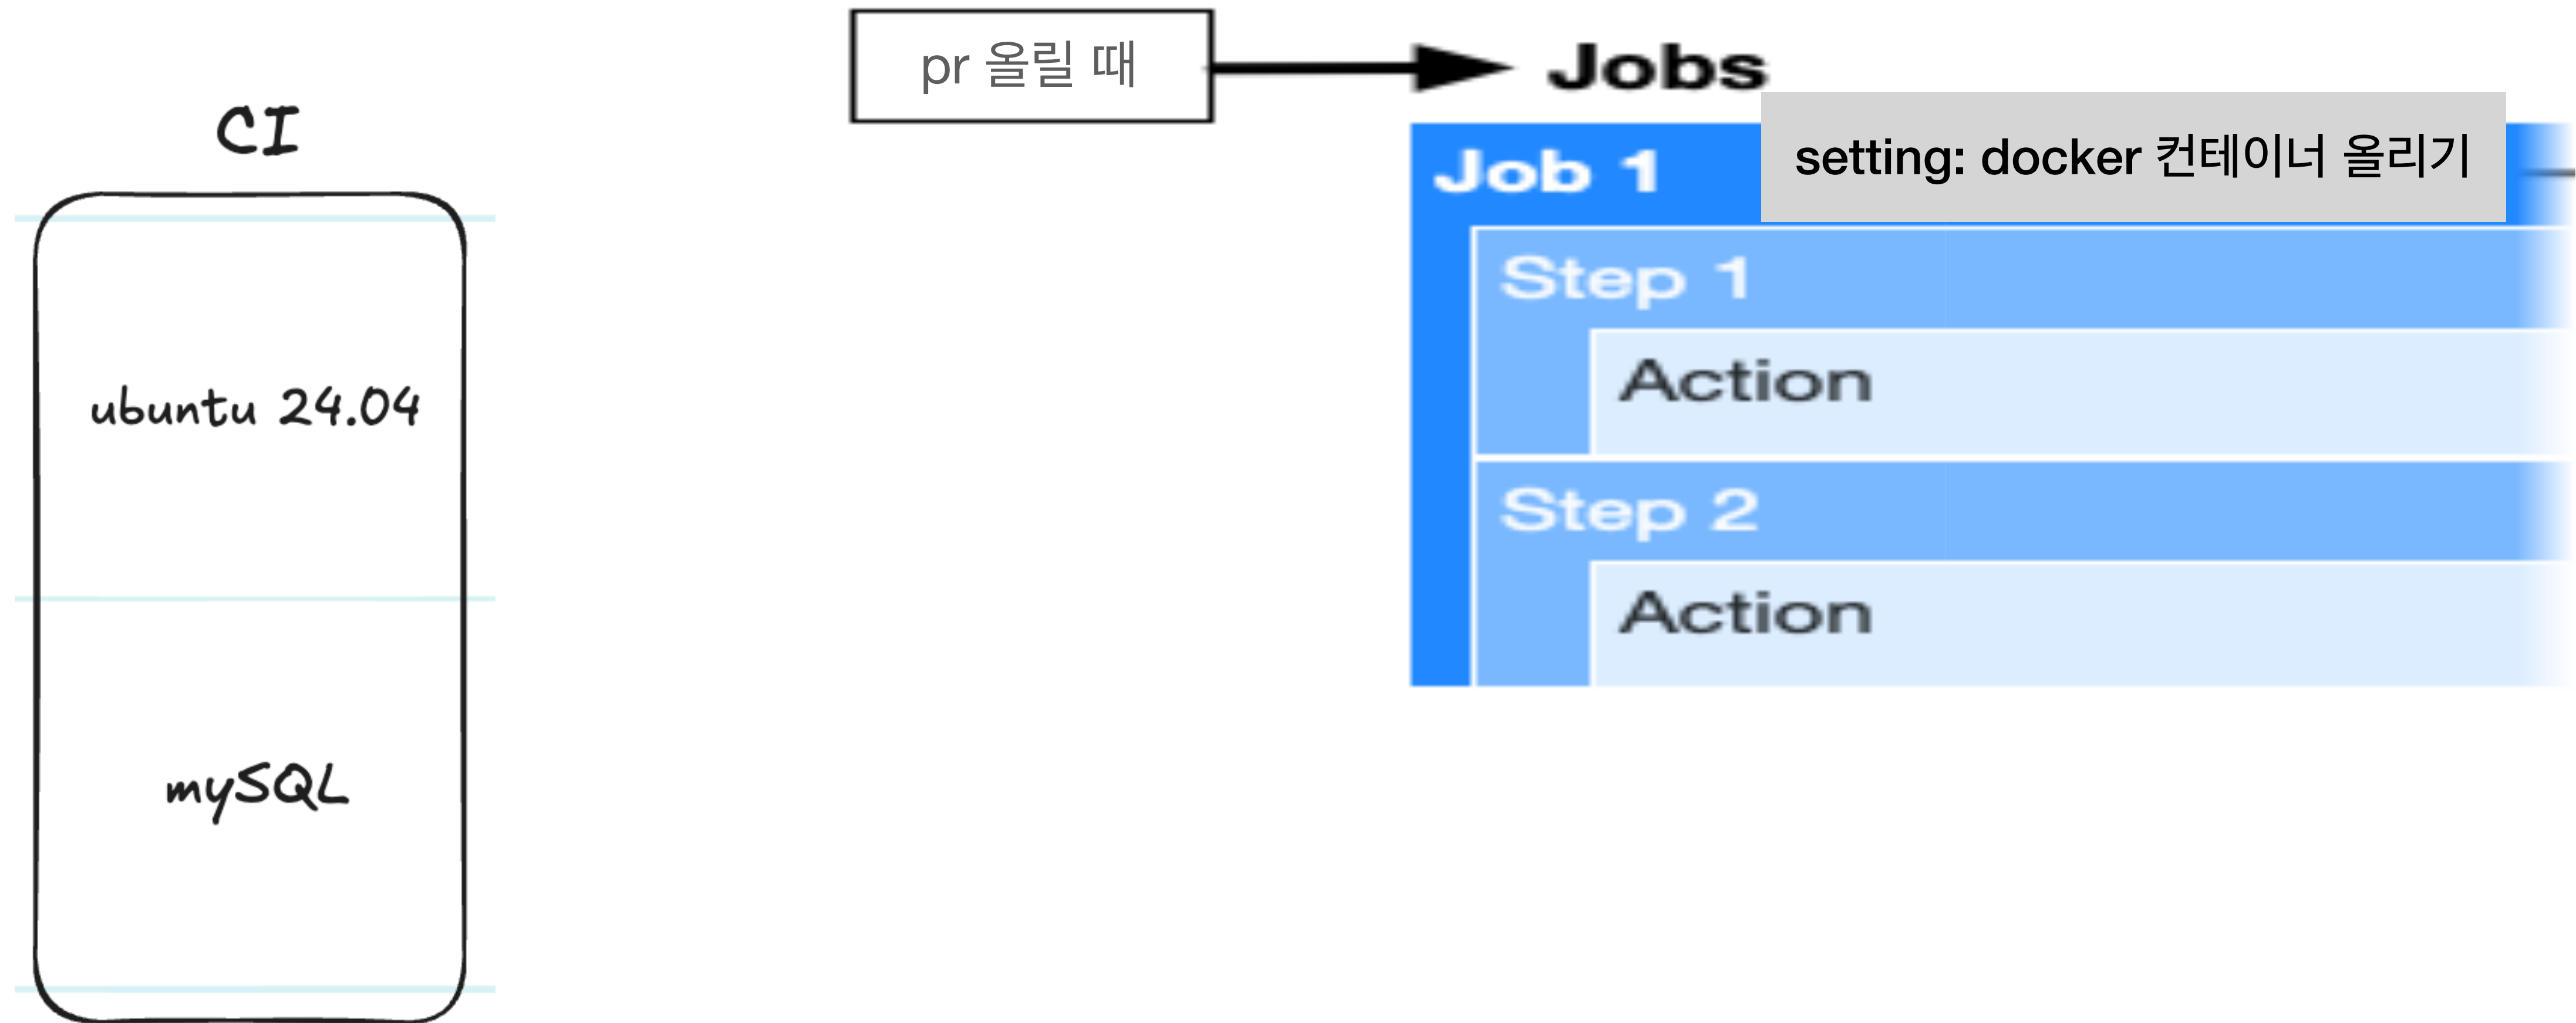 CI
ubuntu 24.04
mySQL
pr 올릴 때
Jobs
Job 1
setting: docker 컨테이너 올리기
Step 1
Action
Step 2
Action